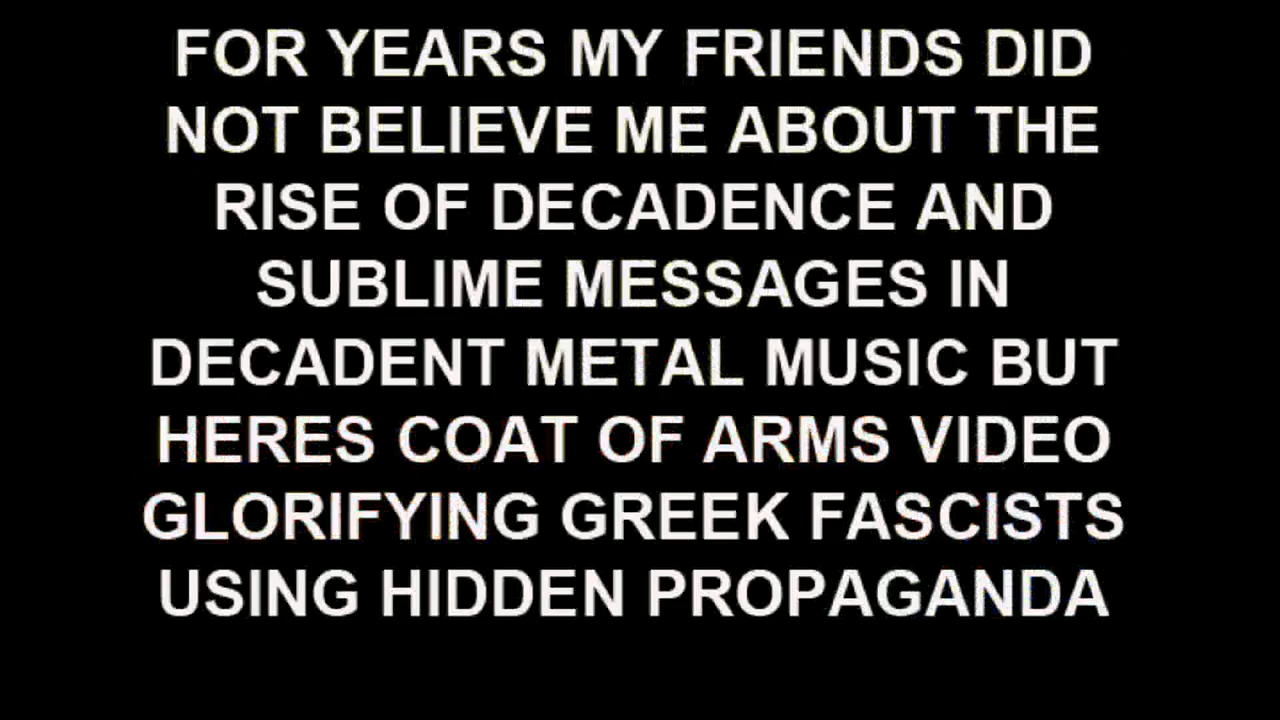 FOR YEARS MY FRIENDS DID
NOT BELIEVE ME ABOUT THE
RISE OF DECADENCE AND
SUBLIME MESSAGES IN
DECADENT METAL MUSIC BUT
HERES COAT OF ARMS VIDEO
GLORIFYING GREEK FASCISTS
USING HIDDEN PROPAGANDA